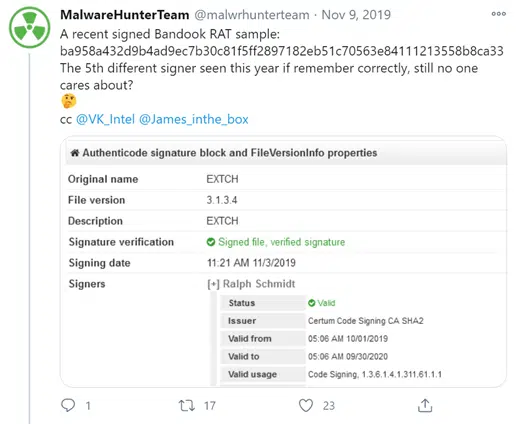 MalwareHunterTeam @malwrhunterteam · Nov 9, 2019
A recent signed Bandook RAT sample:
ba958a432d9b4ad9ec7b30c81f5ff2897182eb51c70563e84111213558b8ca33
The 5th different signer seen this year if remember correctly, still no one
cares about?
🤔
cc @VK_Intel @James_inthe_box
Authenticode signature block and FileVersionInfo properties
Original name EXTCH
File version 3.1.3.4
Description EXTCH
Signature verification Signed file, verified signature
Signing date 11:21 AM 11/3/2019
Signers [+] Ralph Schmidt
Status Valid
Issuer Certum Code Signing CA SHA2
Valid from 05:06 AM 10/01/2019
Valid to 05:06 AM 09/30/2020
Valid usage Code Signing, 1.3.6.1.4.1.311.61.1.1
1 17 23